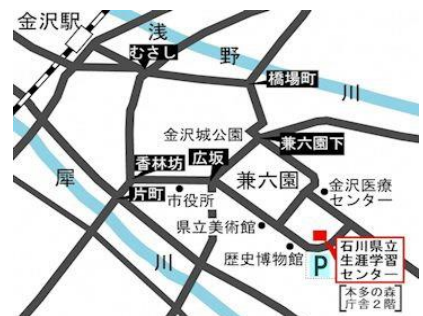 金沢駅
浅
野
川
むさし
橋場町
金沢城公園
兼六園下
香林坊
広坂
兼六園
金沢医療
センター
片町
市役所
犀
川
県立美術館
歴史博物館
P
石川県立
生涯学習
センター
本多の森
庁舎2階